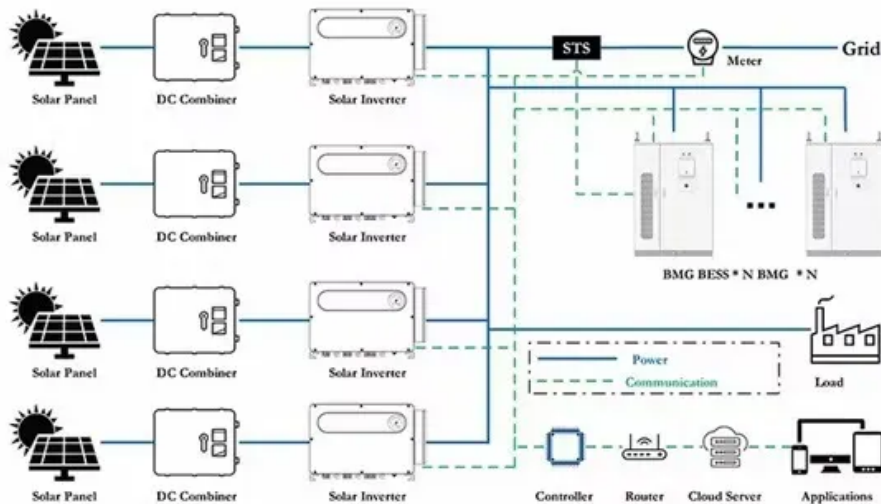 STS
Grid
Meter
Solar Panel
DC Combiner
Solar Inverter
Solar Panel
DC Combiner
Solar Inverter
BMG BESS * N BMG * N
Solar Panel
DC Combiner
Solar Inverter
Power
Communication
Load
Solar Panel
DC Combiner
Solar Inverter
Controller
Router
Cloud Server
Applications